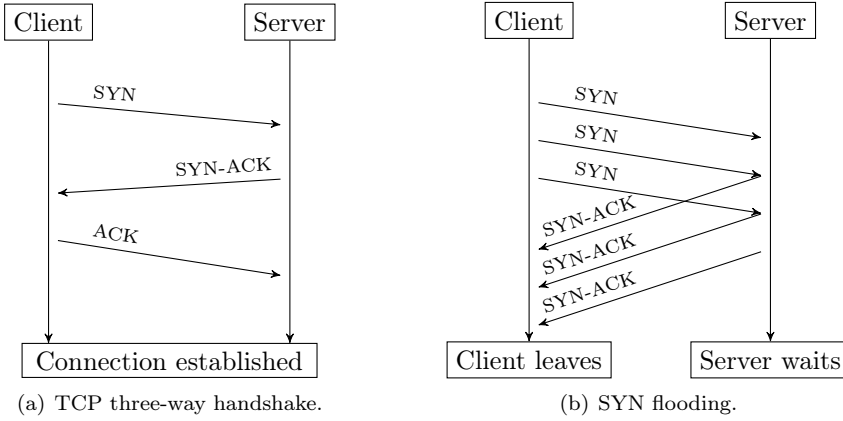 Client
Server
SYN
SYN-ACK
ACK
Connection established
(a) TCP three-way handshake.
Client
Server
SYN
SYN
SYN
SYN-ACK
SYN-ACK
SYN-ACK
Client leaves
Server waits
(b) SYN flooding.